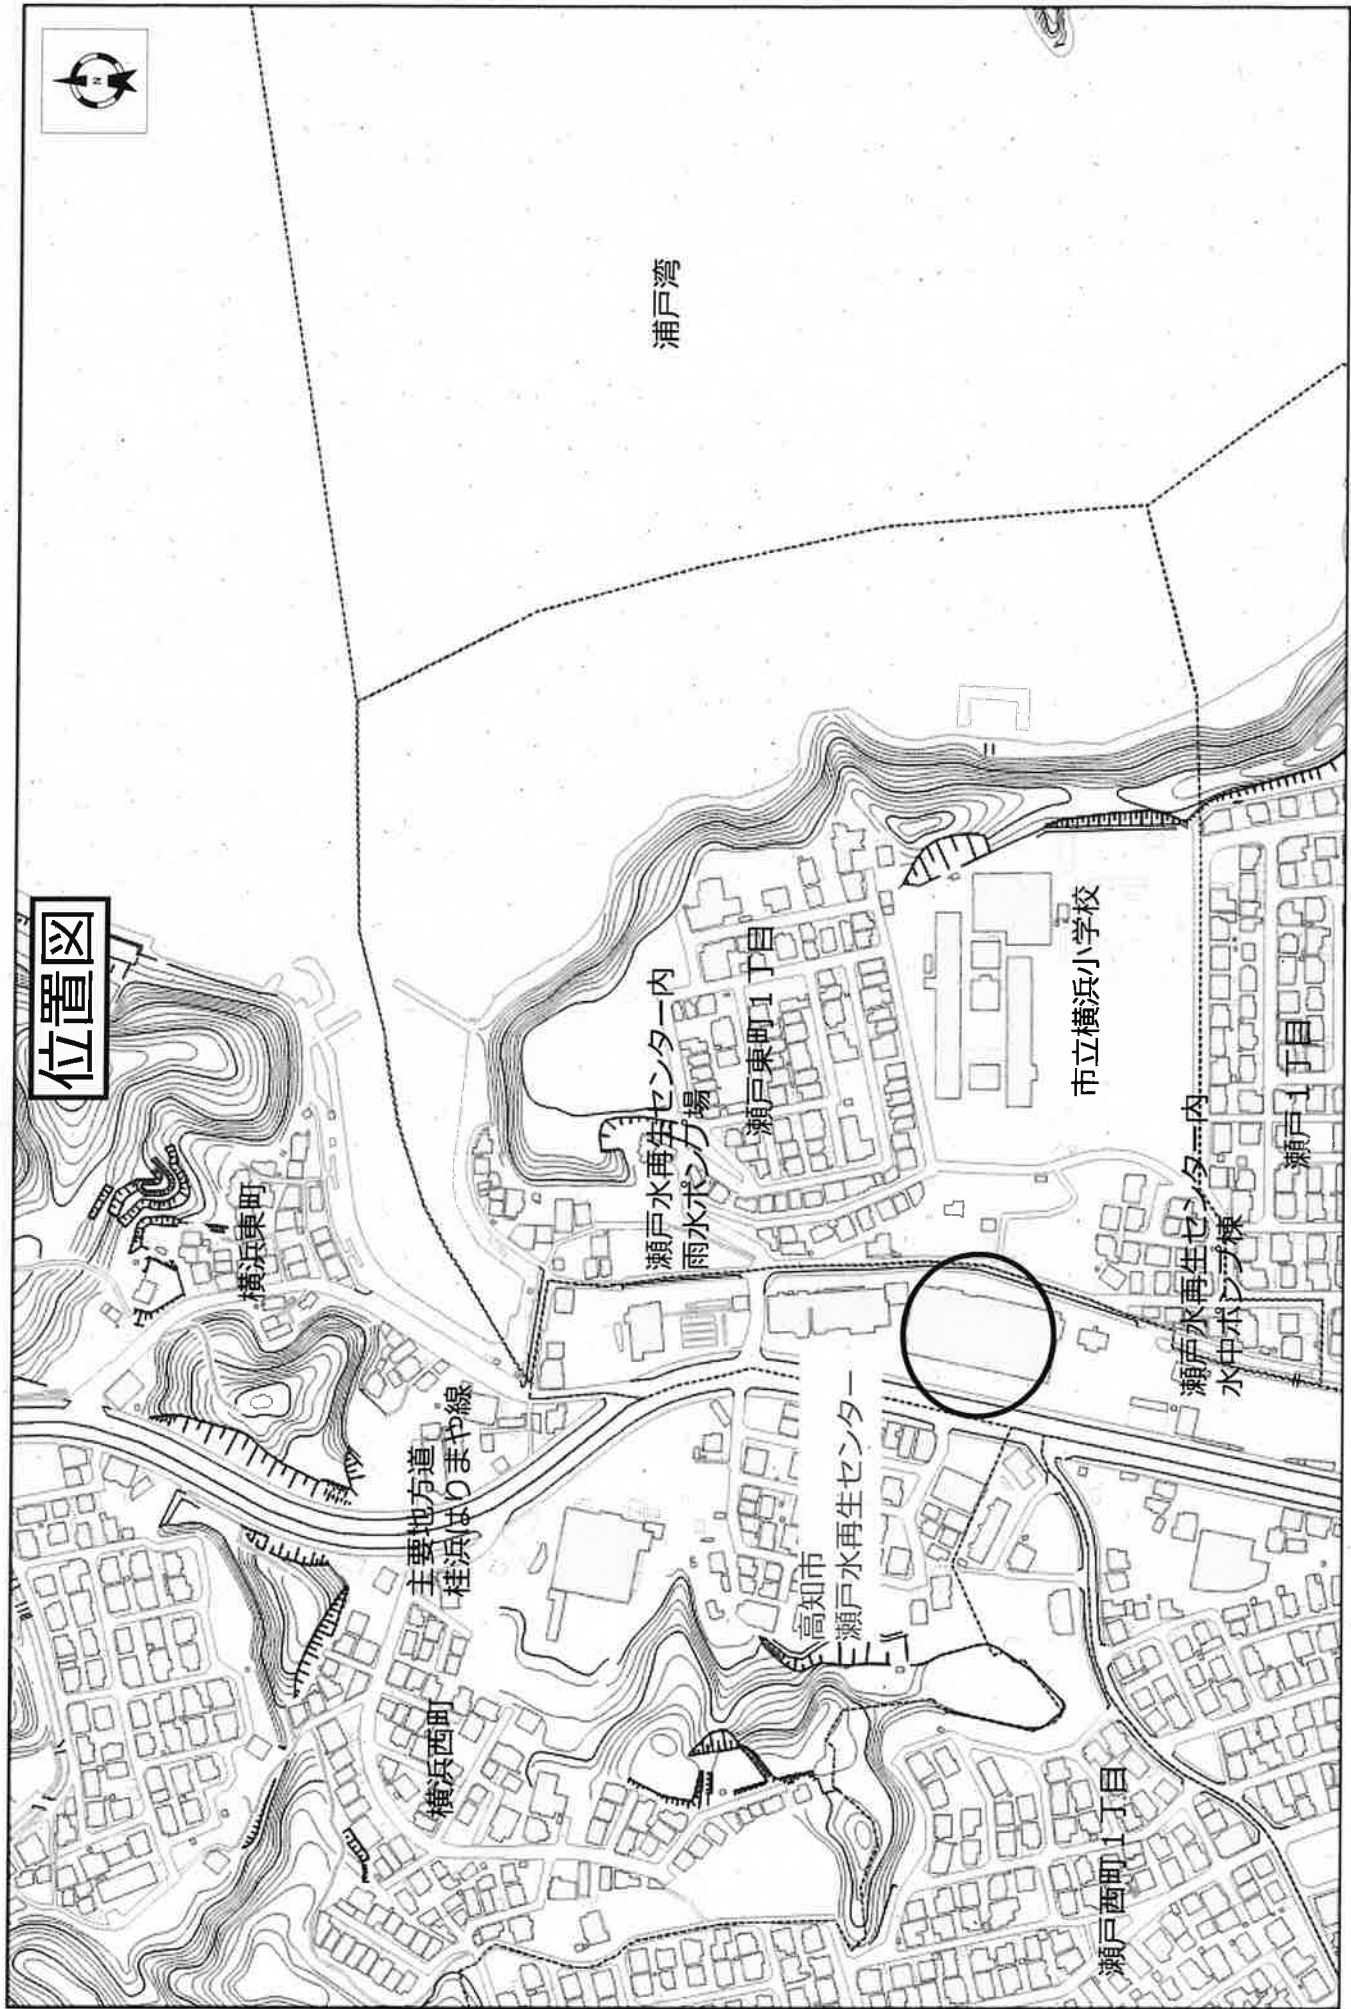 位置図
N
浦戸湾
横浜東町
主要地方道
桂浜はりまや線
横浜西町
瀬戸水再生センター内
雨水ポンプ場
瀬戸東町1丁目
高知市
瀬戸水再生センター
市立横浜小学校
瀬戸水再生センター内
水中ポンプ棟
瀬戸1丁目
瀬戸西町1丁目